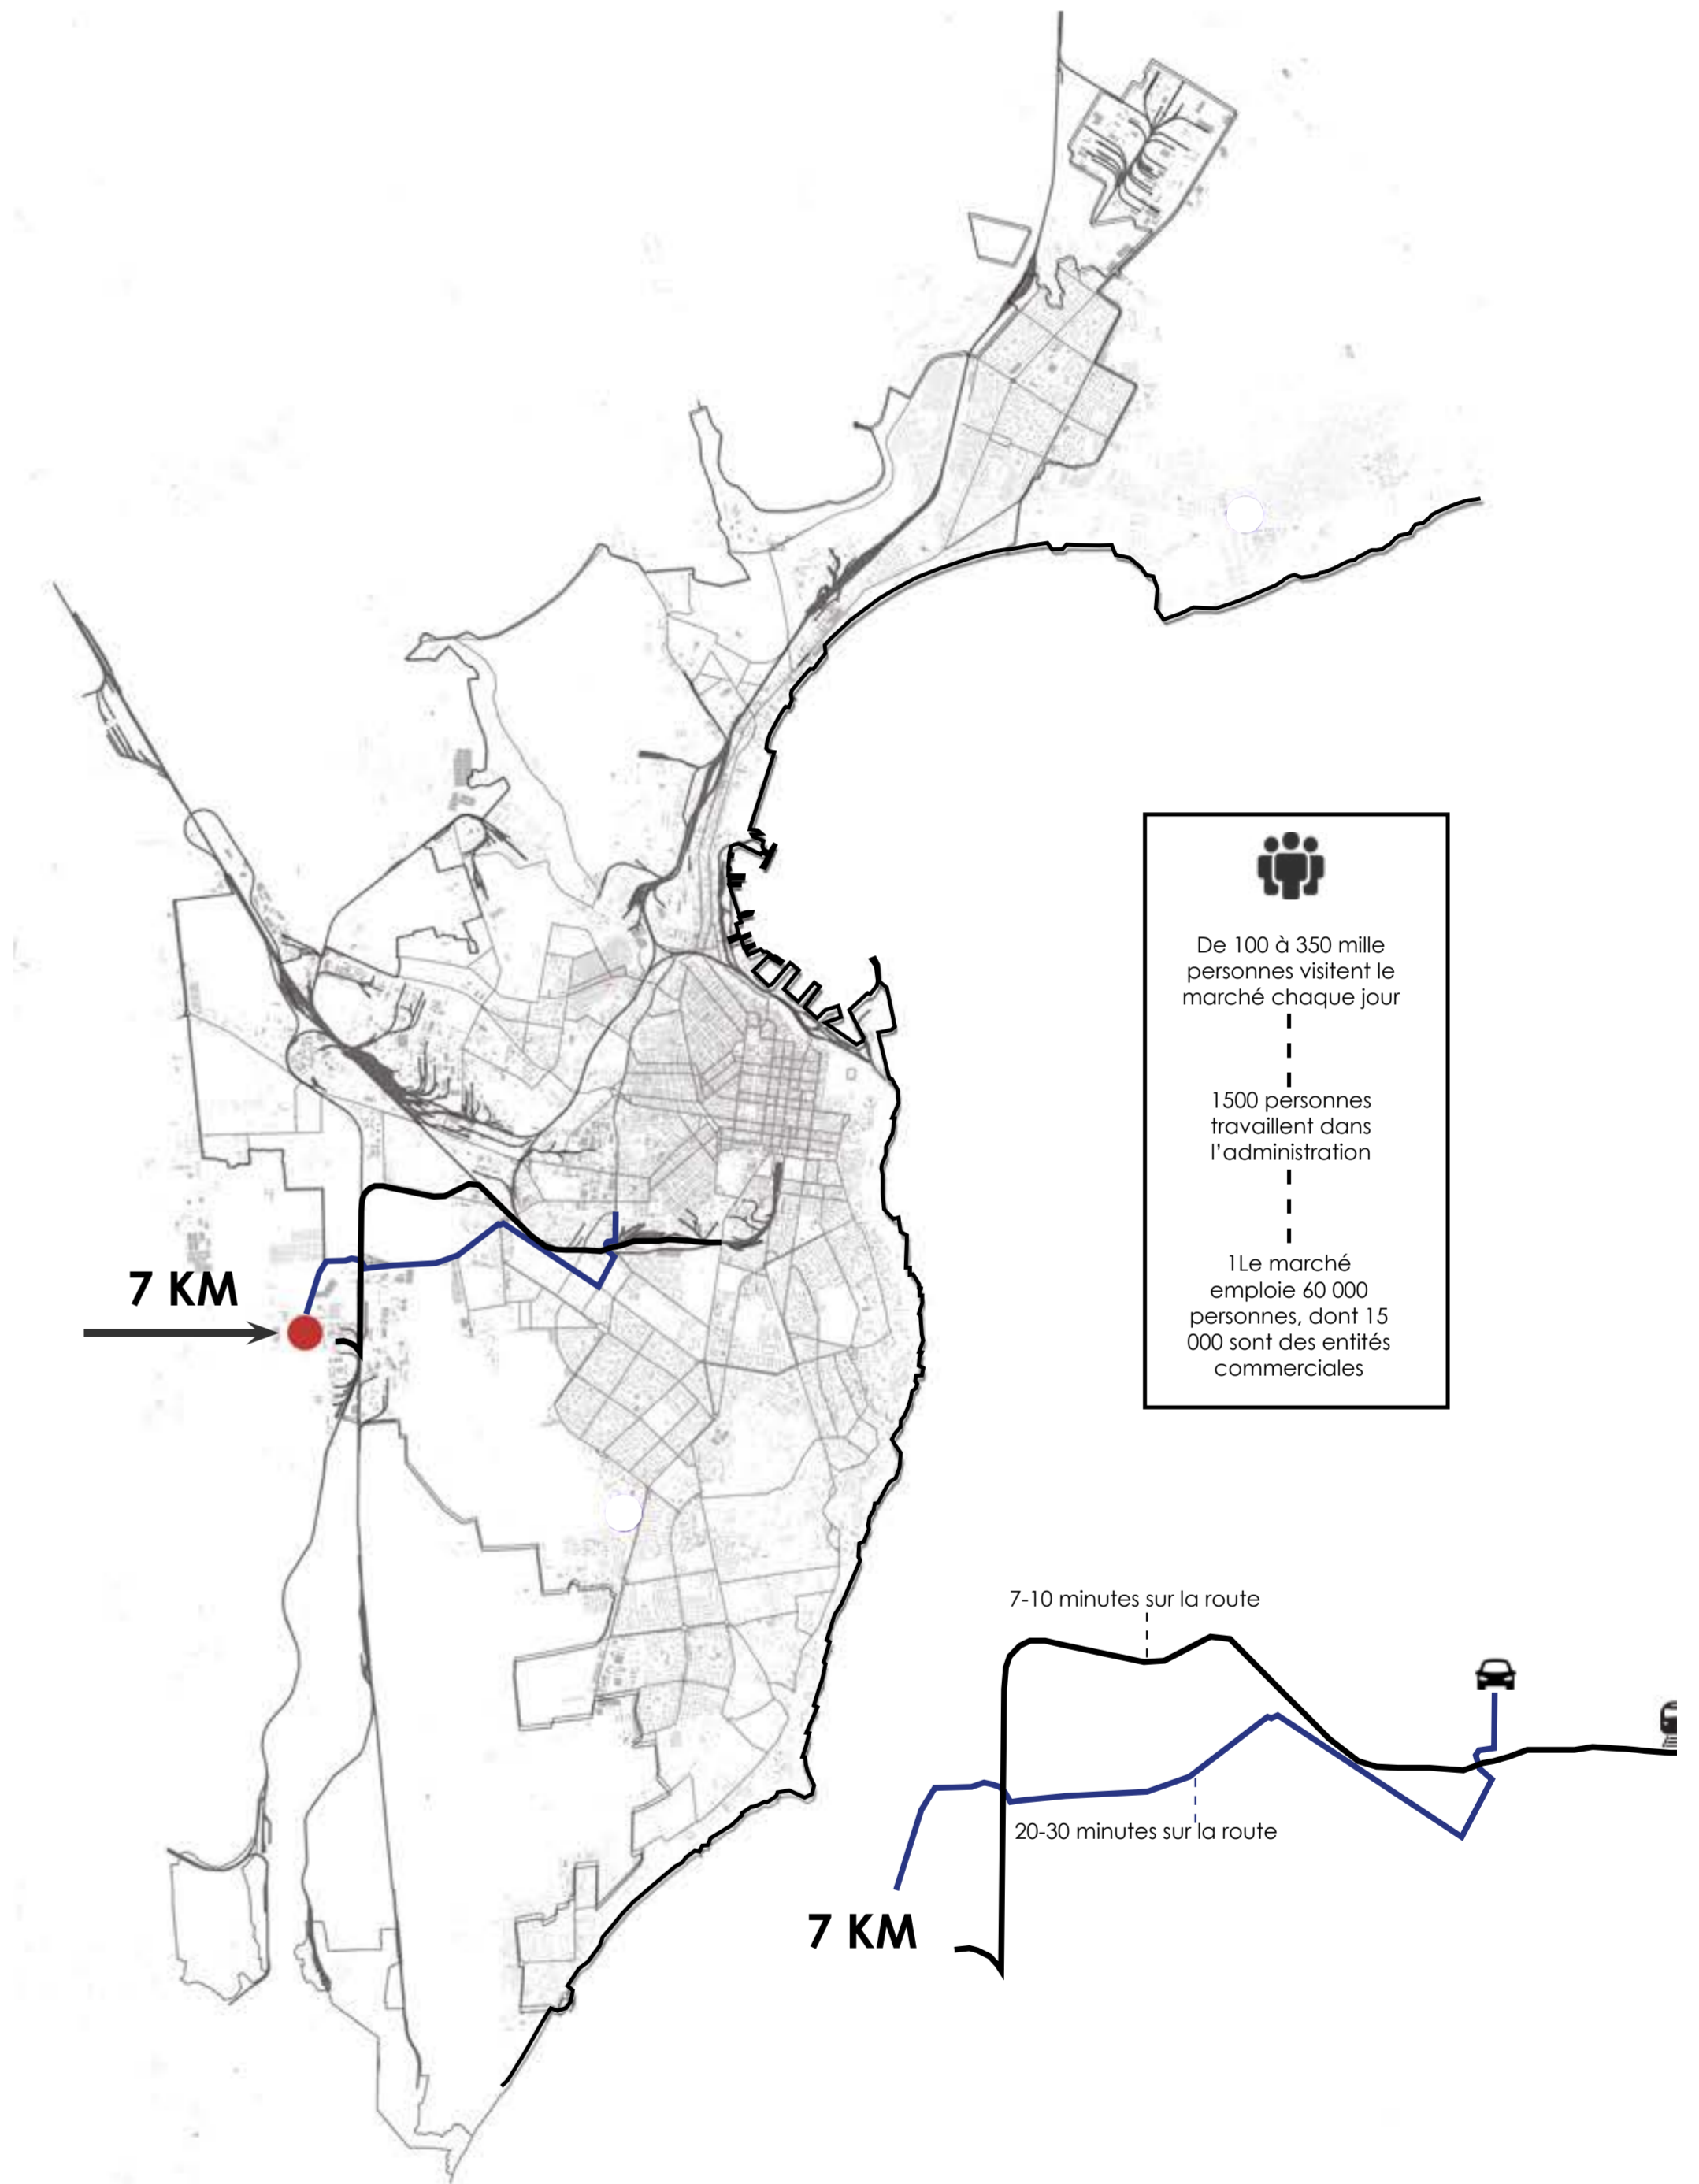 De 100 à 350 mille
personnes visitent le
marché chaque jour
1500 personnes
travaillent dans
l'administration
1Le marché
emploie 60 000
personnes, dont 15
000 sont des entités
commerciales
7 KM
7-10 minutes sur la route
20-30 minutes sur la route
7 KM